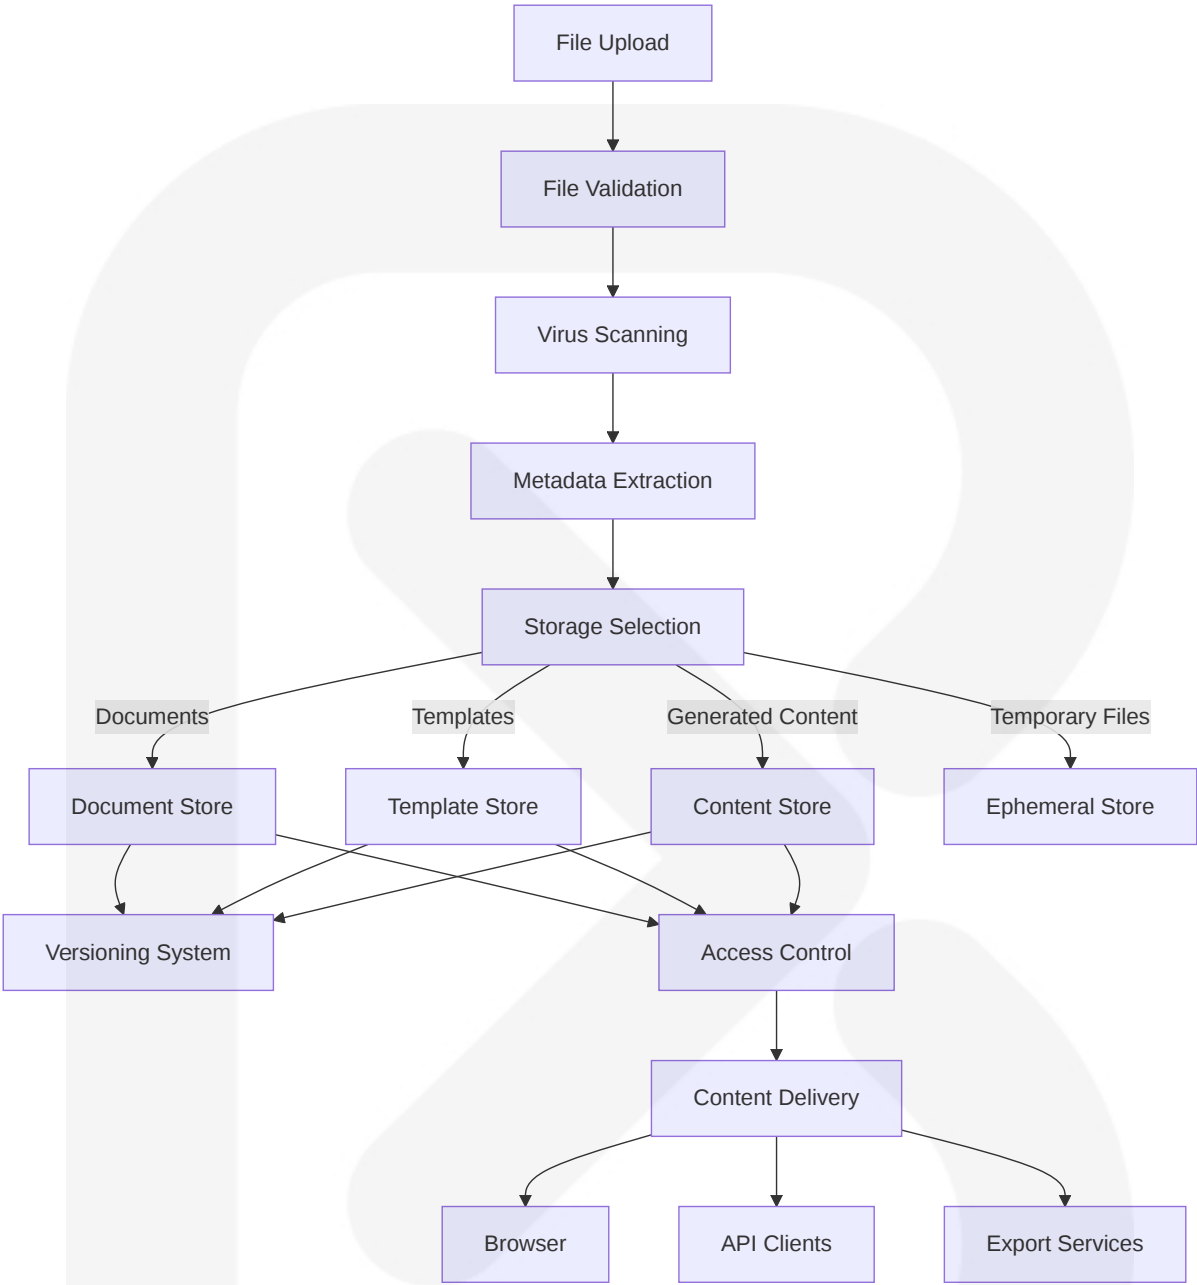 File Upload
File Validation
Virus Scanning
Metadata Extraction
Storage Selection
Documents
Templates
Generated Content
Temporary Files
Document Store
Template Store
Content Store
Ephemeral Store
Versioning System
Access Control
Content Delivery
Browser
API Clients
Export Services